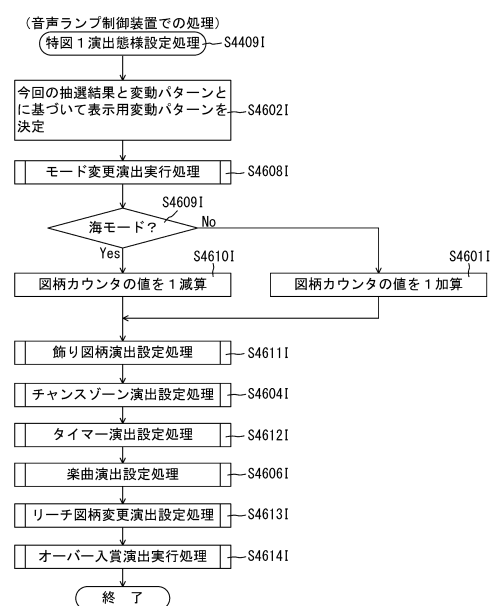 (音声ランプ制御装置での処理)
特図1演出態様設定処理 S4409I
今回の抽選結果と変動パターンと
に基づいて表示用変動パターンを
決定
S4602I
モード変更演出実行処理 S4608I
S4609I
海モード？ No
Yes
S4610I
図柄カウンタの値を1減算
S4601I
図柄カウンタの値を1加算
飾り図柄演出設定処理 S4611I
チャンスゾーン演出設定処理 S4604I
タイマー演出設定処理 S4612I
楽曲演出設定処理 S4606I
リーチ図柄変更演出設定処理 S4613I
オーバー入賞演出実行処理 S4614I
終 了